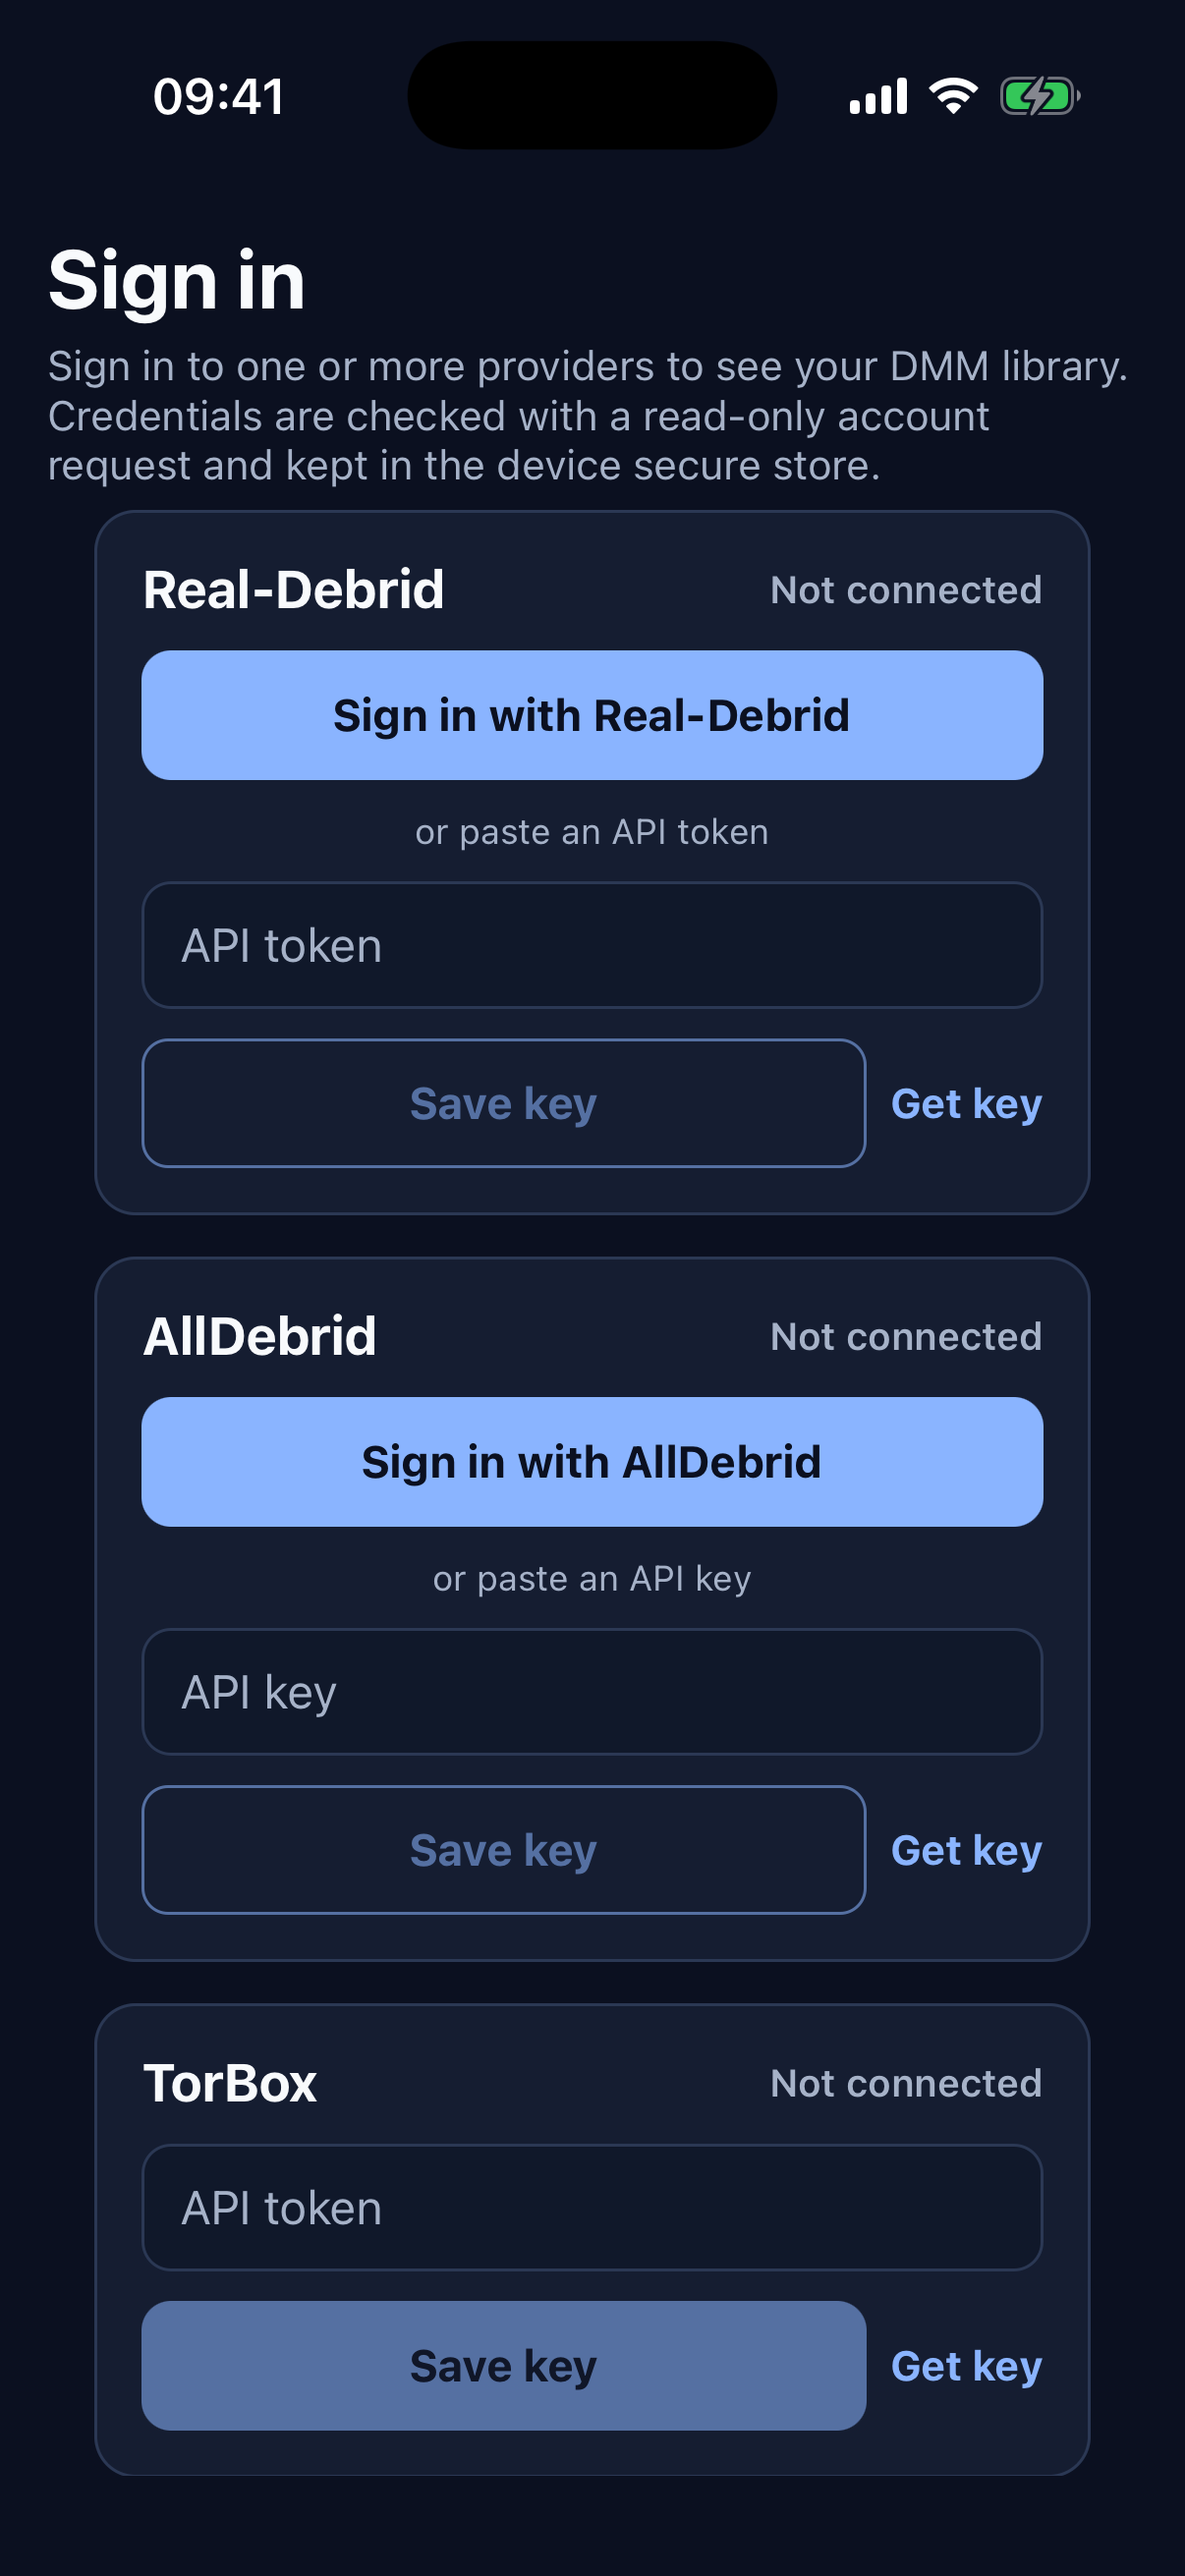 09:41
Sign in
Sign in to one or more providers to see your DMM library.
Credentials are checked with a read-only account
request and kept in the device secure store.
Real-Debrid
Not connected
Sign in with Real-Debrid
or paste an API token
API token
Save key
Get key
AllDebrid
Not connected
Sign in with AllDebrid
or paste an API key
API key
Save key
Get key
TorBox
Not connected
API token
Save key
Get key